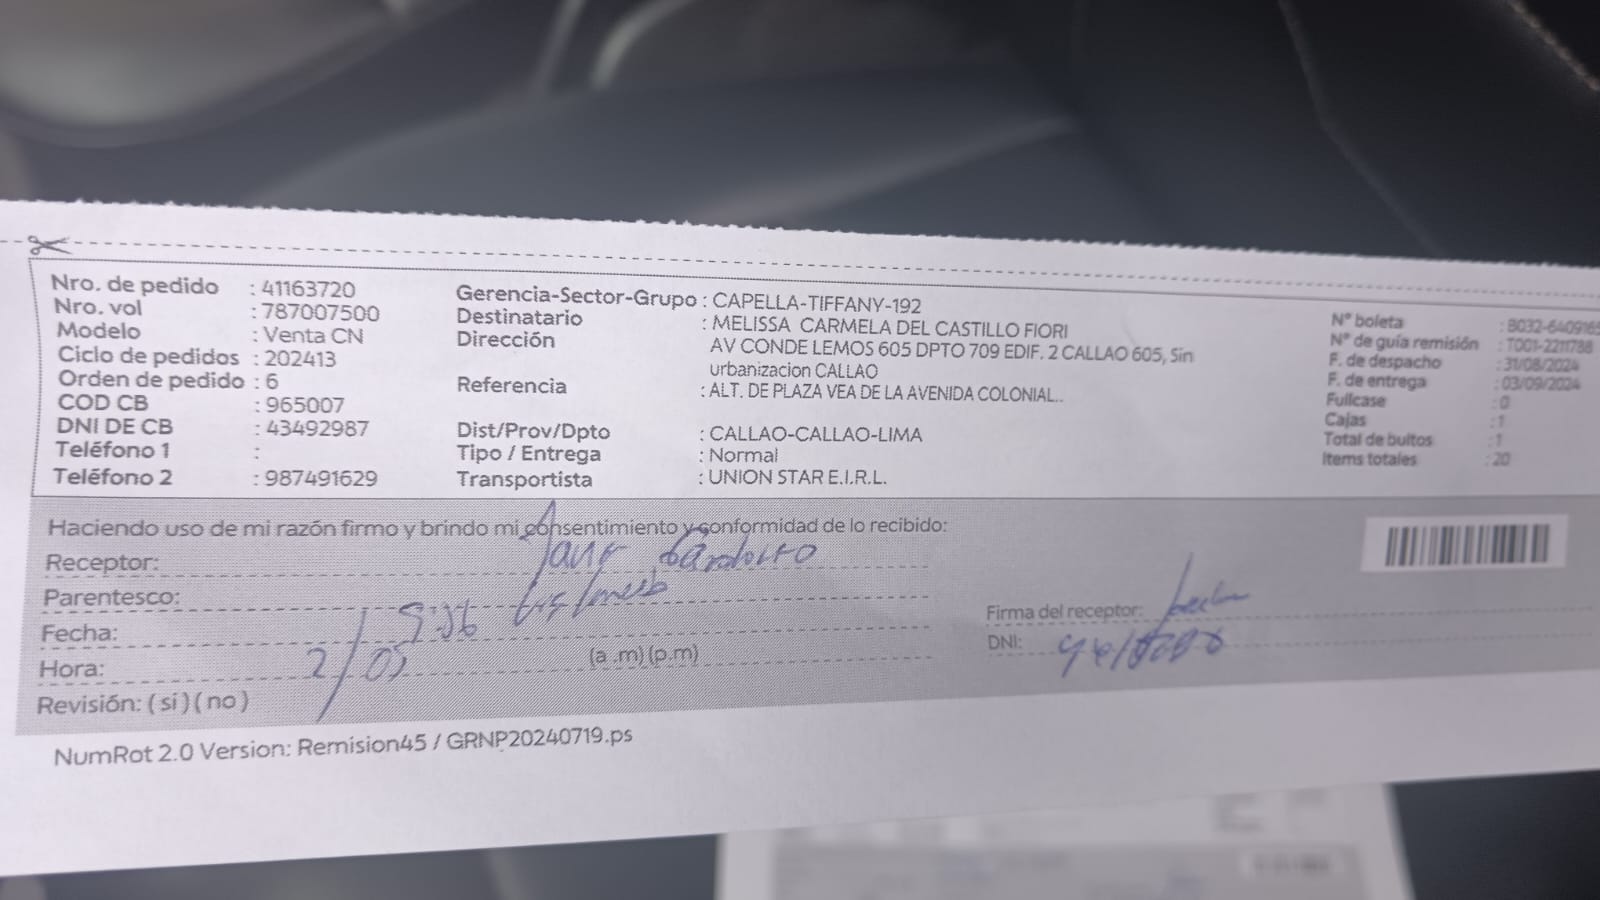 Nro. de pedido : 41163720
Nro. vol : 787007500
Modelo : Venta CN
Ciclo de pedidos : 202413
Orden de pedido : 6
COD CB : 965007
DNI DE CB : 43492987
Teléfono 1 :
Teléfono 2 : 987491629
Gerencia-Sector-Grupo : CAPELLA-TIFFANY-192
Destinatario : MELISSA CARMELA DEL CASTILLO FIORI
Dirección AV CONDE LEMOS 605 DPTO 709 EDIF. 2 CALLAO 605, Sin
urbanizacion CALLAO
Referencia : ALT. DE PLAZA VEA DE LA AVENIDA COLONIAL..
Dist/Prov/Dpto : CALLAO-CALLAO-LIMA
Tipo / Entrega : Normal
Transportista : UNION STAR E.I.R.L.
N° boleta : B032-6409165
N° de guía remisión : T001-2211788
F. de despacho : 31/08/2024
F. de entrega : 03/09/2024
Fullcase : 0
Cajas : 1
Total de bultos : 1
Items totales : 20
Haciendo uso de mi razón firmo y brindo mi consentimiento y conformidad de lo recibido:
Receptor:
Parentesco:
Fecha:
Hora: 2/09 (a .m) (p.m)
Revisión: ( si ) ( no )
Firma del receptor:
DNI:
NumRot 2.0 Version: Remision45 / GRNP20240719.ps